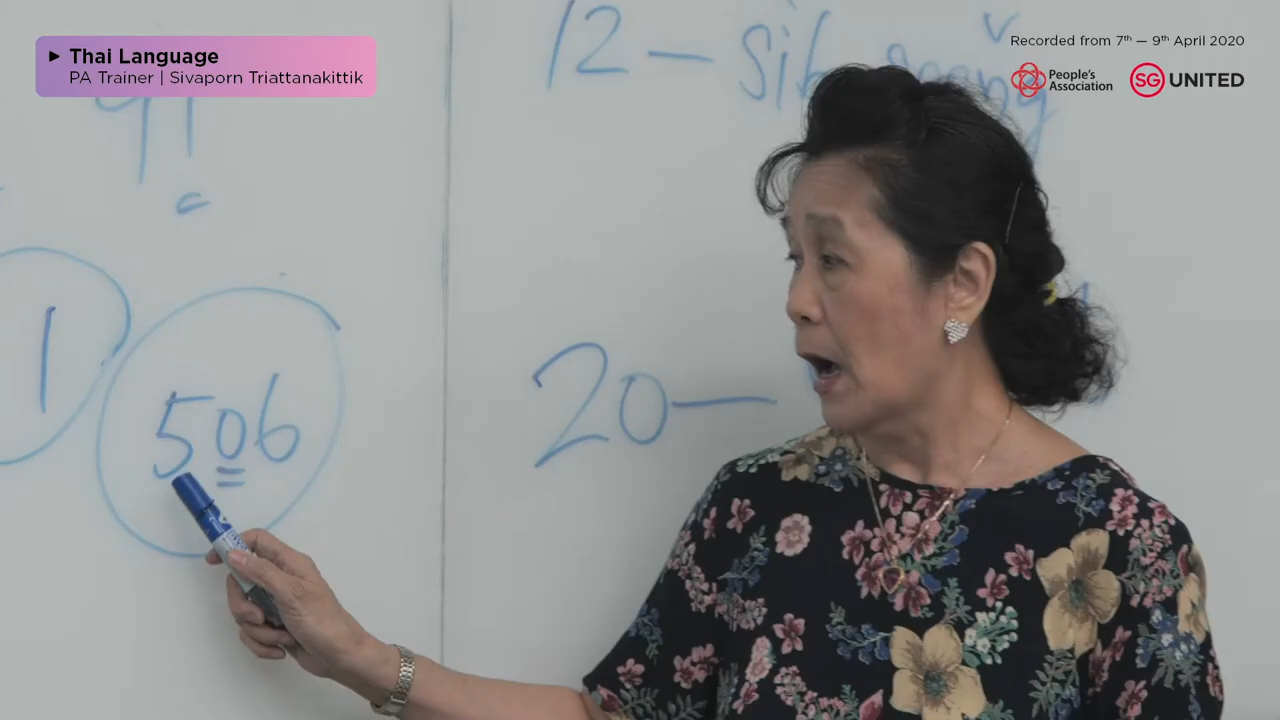 Thai Language
PA Trainer | Sivaporn Triattanakittik
Recorded from 7th — 9th April 2020
People's
Association
SG UNITED
12 — sib
1
506
20 —